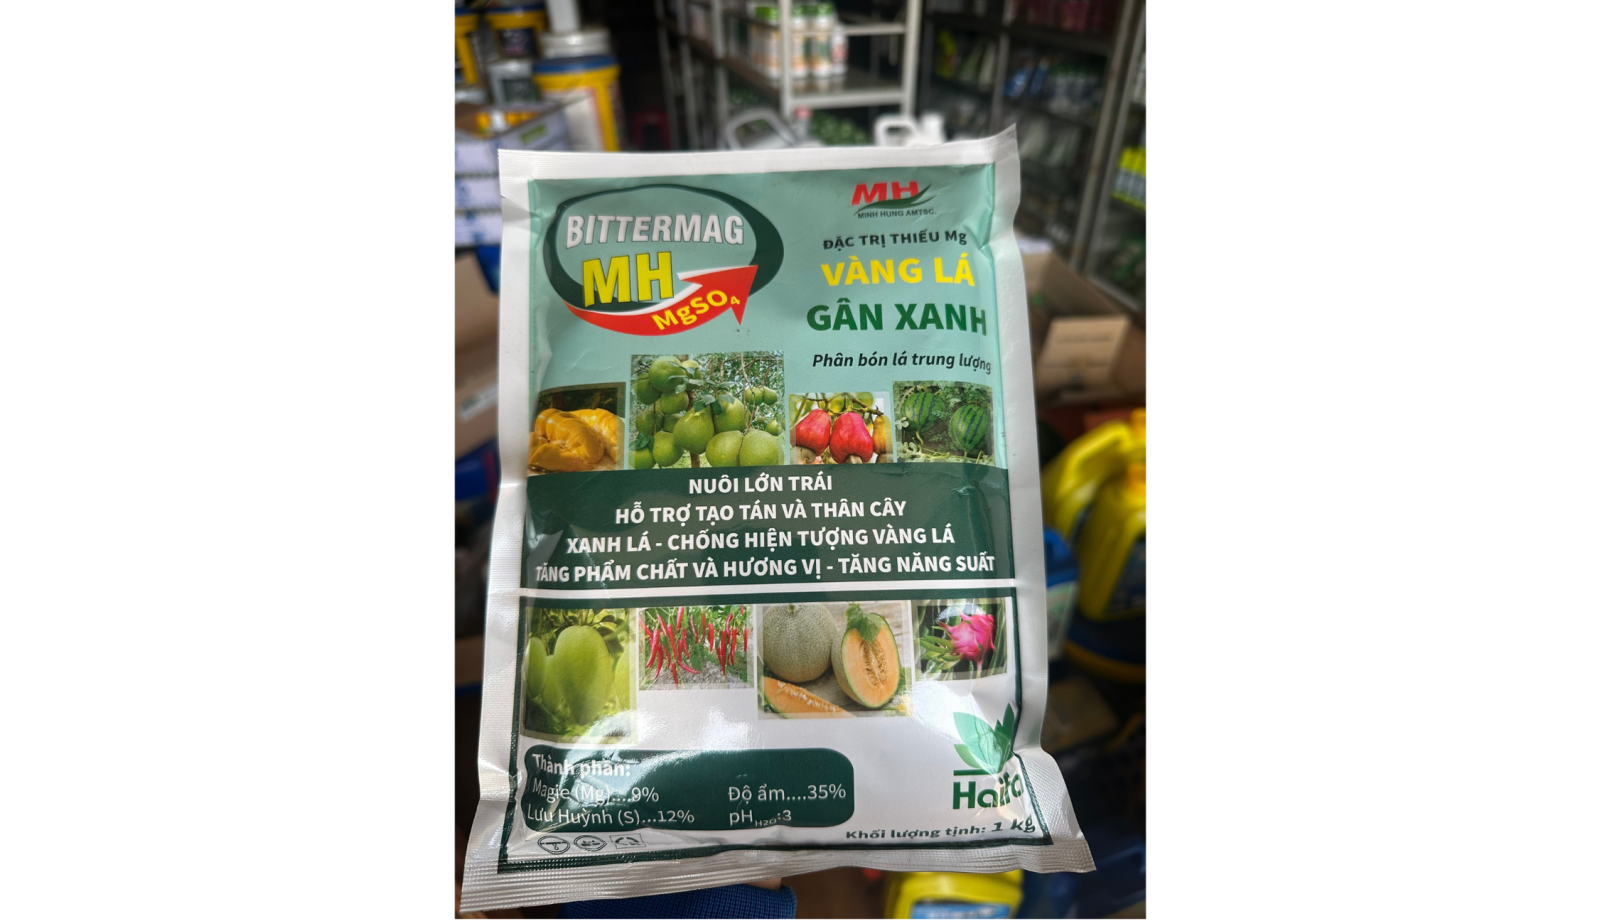 BITTERMAG
MH
MgSO4
MH
MINH HUNG AMTSC.
ĐẶC TRỊ THIẾU Mg
VÀNG LÁ
GÂN XANH
Phân bón lá trung lượng
NUÔI LỚN TRÁI
HỖ TRỢ TẠO TÁN VÀ THÂN CÂY
XANH LÁ - CHỐNG HIỆN TƯỢNG VÀNG LÁ
TĂNG PHẨM CHẤT VÀ HƯƠNG VỊ - TĂNG NĂNG SUẤT
Thành phần:
Magie (Mg)....9%
Lưu Huỳnh (S)...12%
Độ ẩm....35%
pHH2O:3
Haifa
Khối lượng tịnh: 1 kg